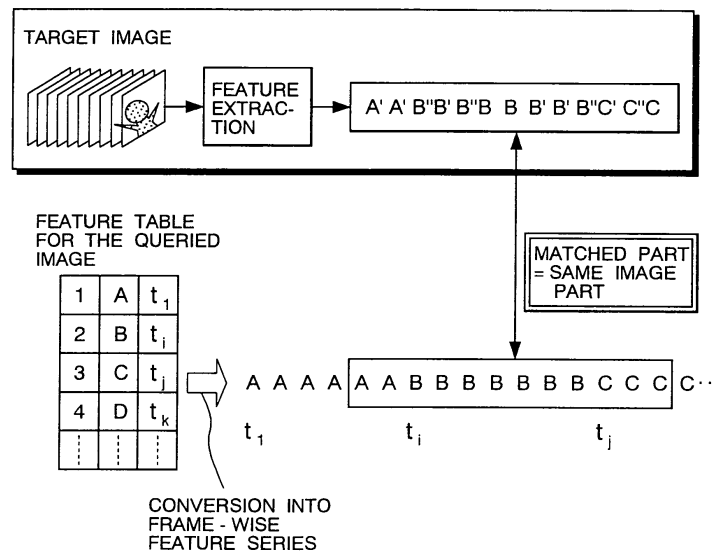 TARGET IMAGE
FEATURE
EXTRAC-
TION
A' A' B"B' B"B B B' B' B"C' C"C
FEATURE TABLE
FOR THE QUERIED
IMAGE
MATCHED PART
= SAME IMAGE
PART
1 A t1
2 B ti
3 C tj
4 D tk
A A A A A A B B B B B B B C C C C··
t1 ti tj
CONVERSION INTO
FRAME - WISE
FEATURE SERIES